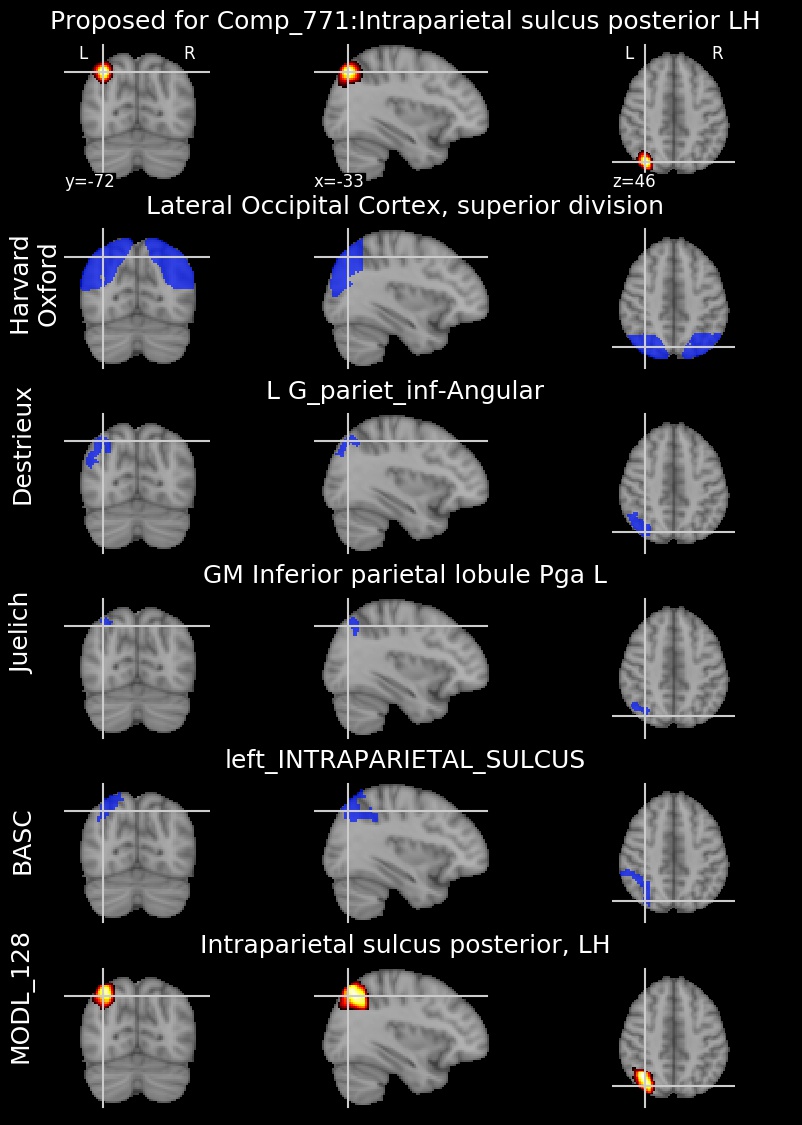 Proposed for Comp_771:Intraparietal sulcus posterior LH
L R L R
y=-72 x=-33 z=46
Lateral Occipital Cortex, superior division
Harvard
Oxford
L G_pariet_inf-Angular
Destrieux
GM Inferior parietal lobule Pga L
Juelich
left_INTRAPARIETAL_SULCUS
BASC
Intraparietal sulcus posterior, LH
MODL_128